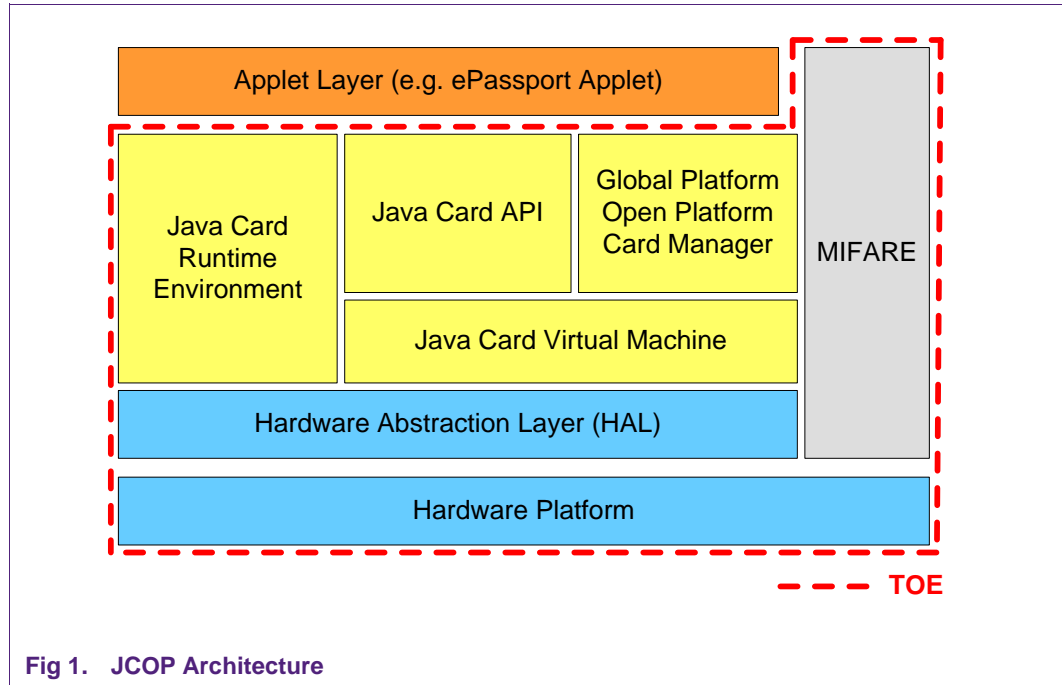 Applet Layer (e.g. ePassport Applet)
Java Card
Runtime
Environment
Java Card API
Global Platform
Open Platform
Card Manager
MIFARE
Java Card Virtual Machine
Hardware Abstraction Layer (HAL)
Hardware Platform
TOE
Fig 1. JCOP Architecture